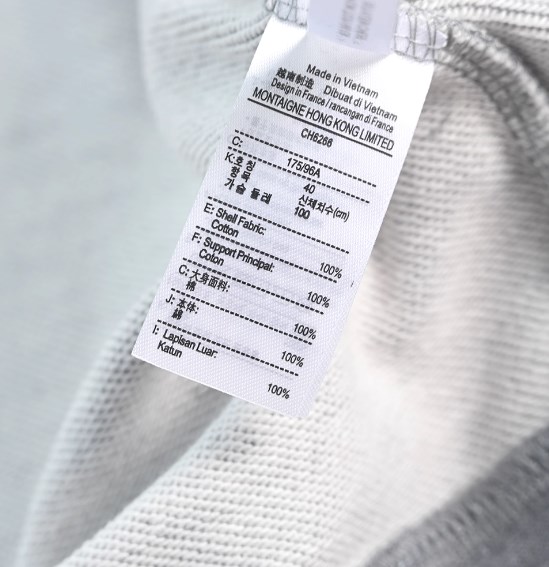 Made in Vietnam
越南制造 Dibuat di Vietnam
Design in France / rancangan di France
MONTAIGNE HONG KONG LIMITED
CH6266
C: 175/96A
K: 호칭 40
항목 신체치수(cm)
가슴 둘레 100
E: Shell Fabric:
Cotton 100%
F: Support Principal:
Coton 100%
C: 大身面料:
棉 100%
J: 本体:
綿 100%
I: Lapisan Luar:
Katun 100%